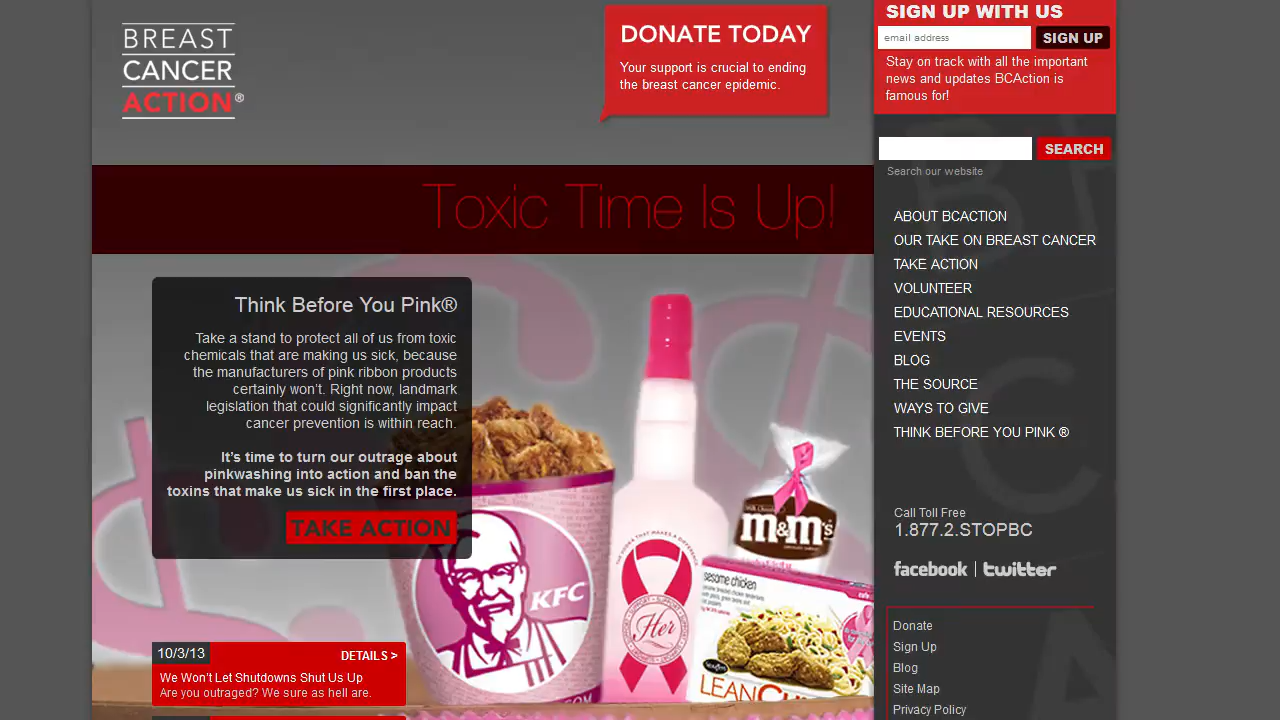 BREAST
CANCER
ACTION®
DONATE TODAY
Your support is crucial to ending
the breast cancer epidemic.
SIGN UP WITH US
email address
SIGN UP
Stay on track with all the important
news and updates BCAction is
famous for!
SEARCH
Search our website
Toxic Time Is Up!
ABOUT BCACTION
OUR TAKE ON BREAST CANCER
TAKE ACTION
VOLUNTEER
EDUCATIONAL RESOURCES
EVENTS
BLOG
THE SOURCE
WAYS TO GIVE
THINK BEFORE YOU PINK ®
Call Toll Free
1.877.2.STOPBC
facebook | twitter
Donate
Sign Up
Blog
Site Map
Privacy Policy
Think Before You Pink®
Take a stand to protect all of us from toxic
chemicals that are making us sick, because
the manufacturers of pink ribbon products
certainly won't. Right now, landmark
legislation that could significantly impact
cancer prevention is within reach.
It's time to turn our outrage about
pinkwashing into action and ban the
toxins that make us sick in the first place.
TAKE ACTION
KFC
THE VODKA THAT MAKES A DIFFERENCE
SUPPORT
Her
m&m's
sesame chicken
LEAN
10/3/13
DETAILS >
We Won't Let Shutdowns Shut Us Up
Are you outraged? We sure as hell are.